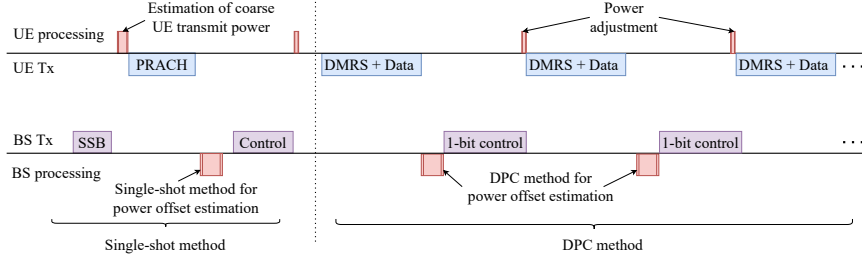 Estimation of coarse
UE transmit power
Power
adjustment
UE processing
UE Tx
PRACH
DMRS + Data
DMRS + Data
DMRS + Data
...
BS Tx
SSB
Control
1-bit control
1-bit control
...
BS processing
Single-shot method for
power offset estimation
DPC method for
power offset estimation
Single-shot method
DPC method